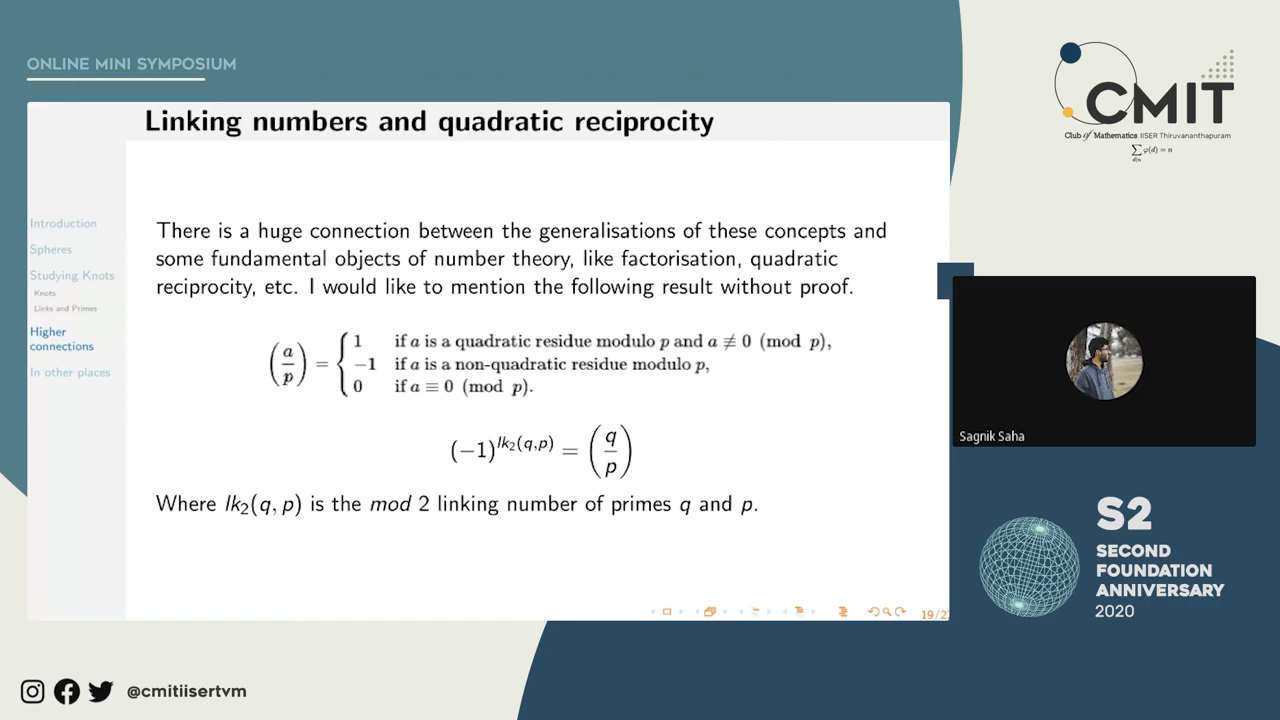 ONLINE MINI SYMPOSIUM
CMIT
Club of Mathematics IISER Thiruvananthapuram
∑ φ(d) = n
d|n
Linking numbers and quadratic reciprocity
Introduction
Spheres
Studying Knots
Knots
Links and Primes
Higher
connections
In other places
There is a huge connection between the generalisations of these concepts and
some fundamental objects of number theory, like factorisation, quadratic
reciprocity, etc. I would like to mention the following result without proof.
(a/p) = { 1 if a is a quadratic residue modulo p and a ≢ 0 (mod p),
−1 if a is a non-quadratic residue modulo p,
0 if a ≡ 0 (mod p).
(−1)^{lk₂(q,p)} = (q/p)
Where lk₂(q, p) is the mod 2 linking number of primes q and p.
Sagnik Saha
S2
SECOND
FOUNDATION
ANNIVERSARY
2020
@cmitiisertvm